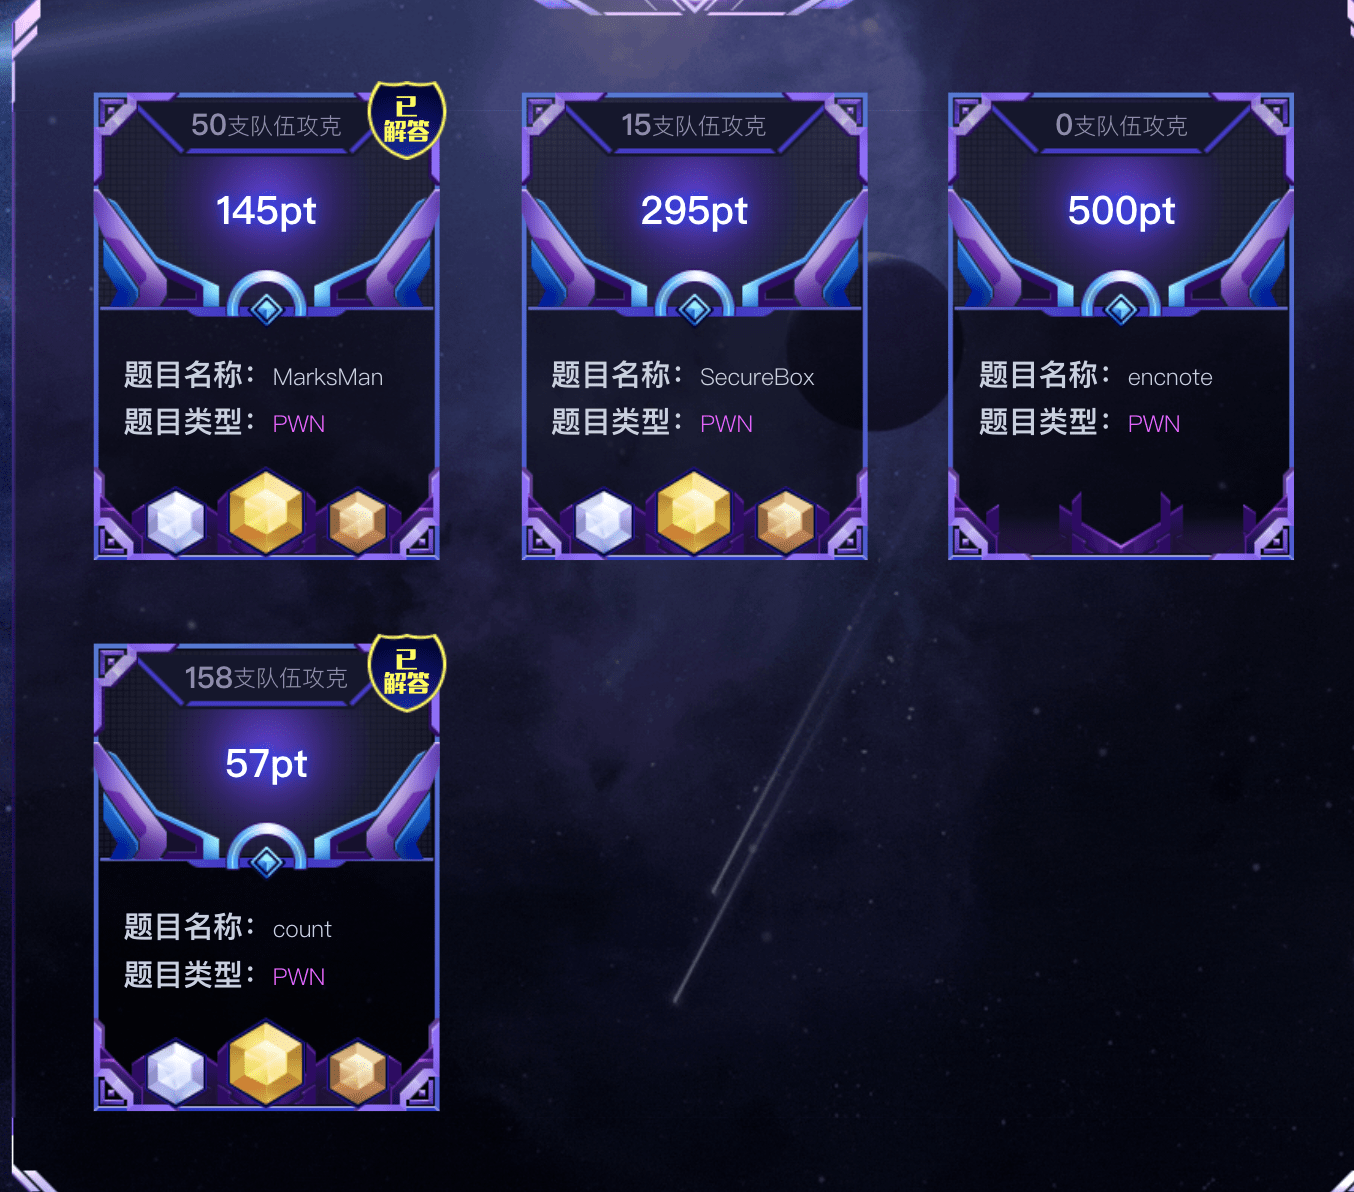 50支队伍攻克
已
解答
145pt
题目名称： MarksMan
题目类型： PWN
15支队伍攻克
295pt
题目名称： SecureBox
题目类型： PWN
0支队伍攻克
500pt
题目名称： encnote
题目类型： PWN
158支队伍攻克
已
解答
57pt
题目名称： count
题目类型： PWN